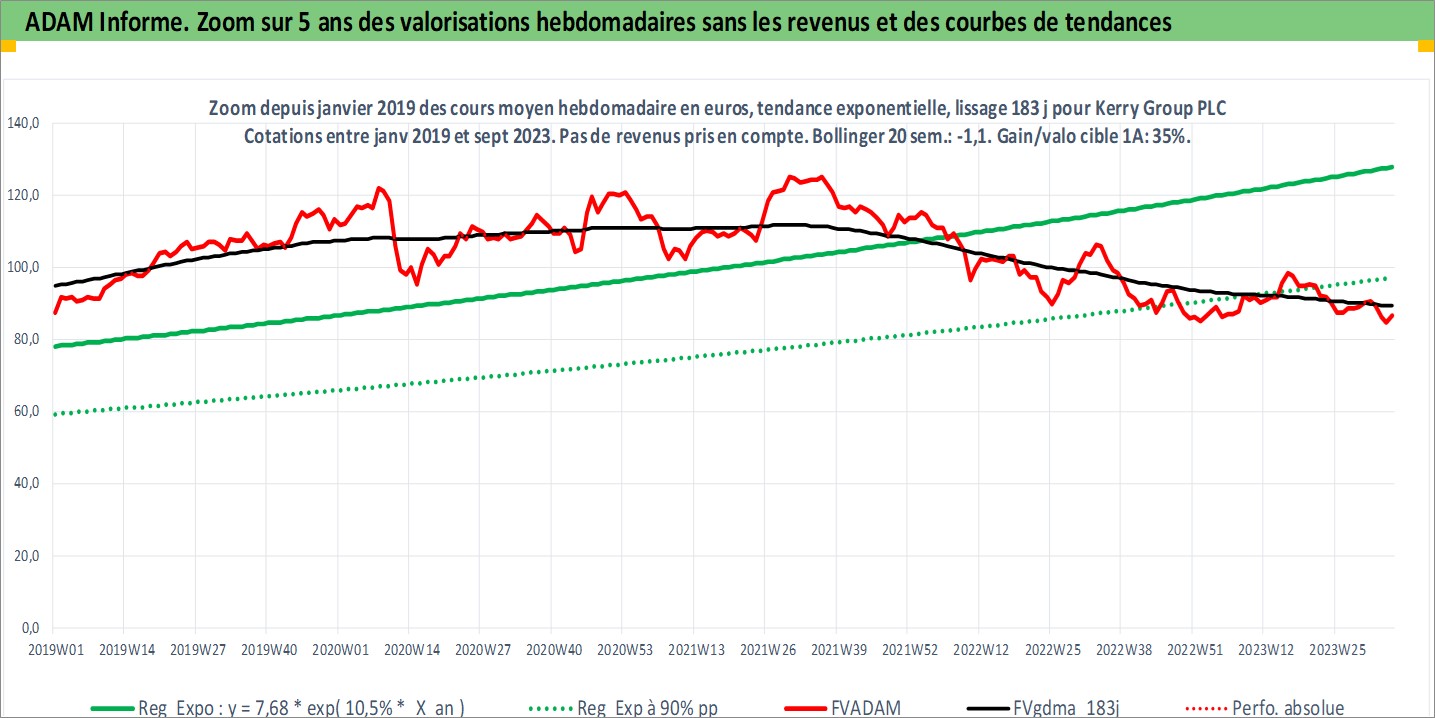 ADAM Informe. Zoom sur 5 ans des valorisations hebdomadaires sans les revenus et des courbes de tendances
Zoom depuis janvier 2019 des cours moyen hebdomadaire en euros, tendance exponentielle, lissage 183 j pour Kerry Group PLC
Cotations entre janv 2019 et sept 2023. Pas de revenus pris en compte. Bollinger 20 sem.: -1,1. Gain/valo cible 1A: 35%.
140,0
120,0
100,0
80,0
60,0
40,0
20,0
0,0
2019W01 2019W14 2019W27 2019W40 2020W01 2020W14 2020W27 2020W40 2020W53 2021W13 2021W26 2021W39 2021W52 2022W12 2022W25 2022W38 2022W51 2023W12 2023W25
Reg Expo : y = 7,68 * exp( 10,5% * X an ) Reg Exp à 90% pp FVADAM FVgdma 183j Perfo. absolue